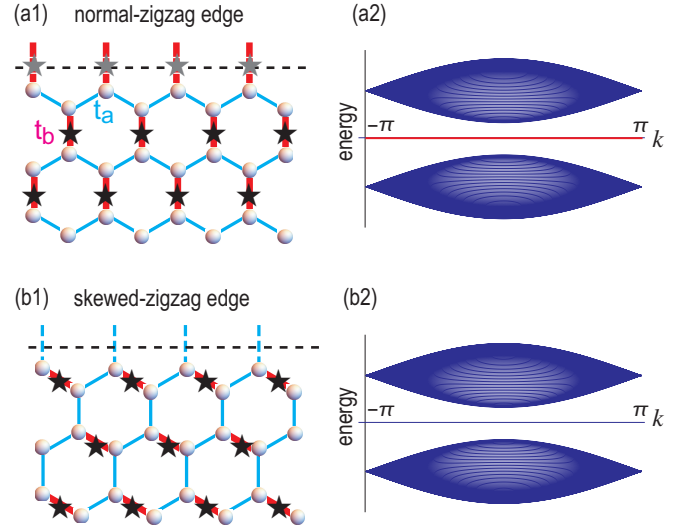 (a1) normal-zigzag edge
t_a
t_b
(a2)
energy
−π
π k
(b1) skewed-zigzag edge
(b2)
energy
−π
π k